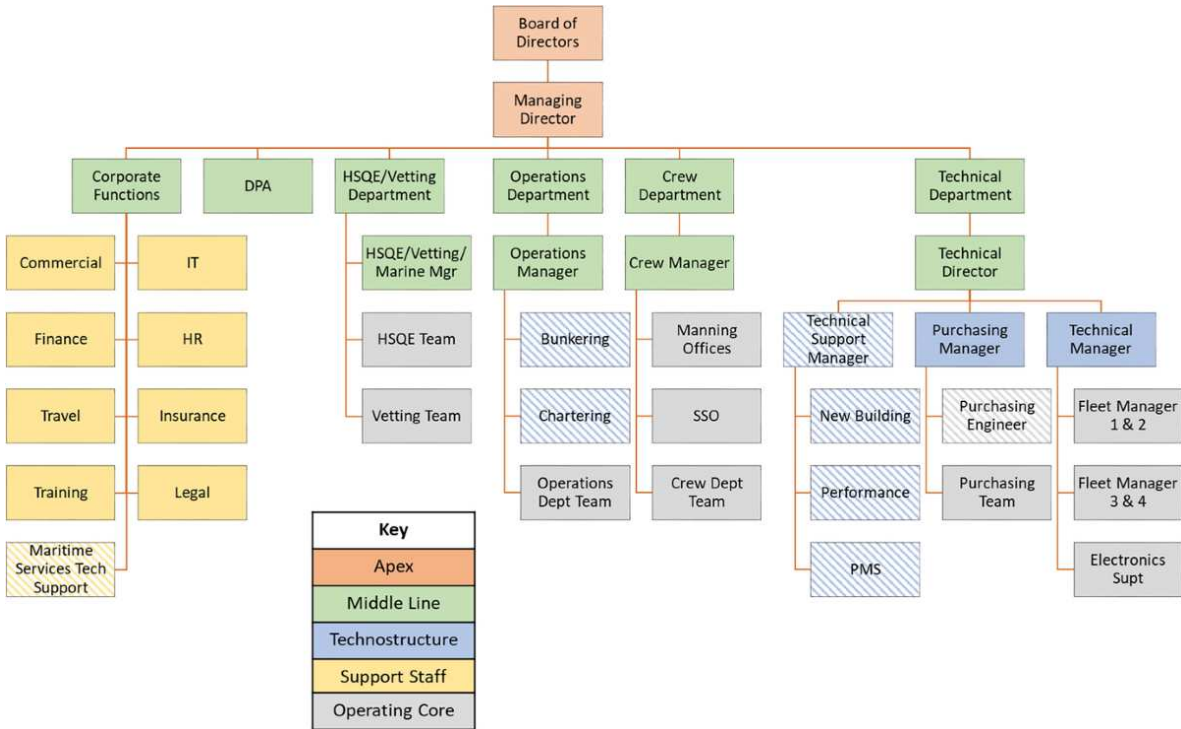 Board of
Directors
Managing
Director
Corporate
Functions
DPA
HSQE/Vetting
Department
Operations
Department
Crew
Department
Technical
Department
Commercial
IT
HSQE/Vetting/
Marine Mgr
Operations
Manager
Crew Manager
Technical
Director
Finance
HR
HSQE Team
Bunkering
Manning
Offices
Technical
Support
Manager
Purchasing
Manager
Technical
Manager
Travel
Insurance
Vetting Team
Chartering
SSO
New Building
Purchasing
Engineer
Fleet Manager
1 & 2
Training
Legal
Operations
Dept Team
Crew Dept
Team
Performance
Purchasing
Team
Fleet Manager
3 & 4
Maritime
Services Tech
Support
PMS
Electronics
Supt
Key
Apex
Middle Line
Technostructure
Support Staff
Operating Core